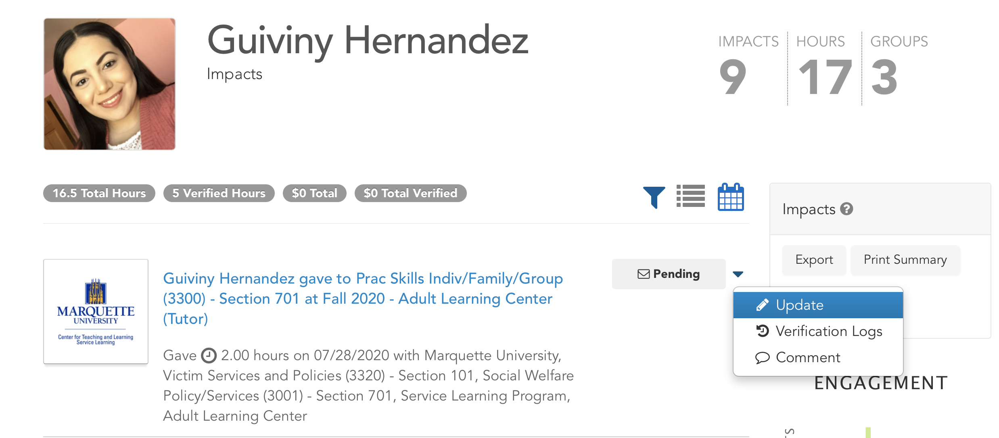 Guiviny Hernandez
Impacts
IMPACTS
9
HOURS
17
GROUPS
3
16.5 Total Hours
5 Verified Hours
$0 Total
$0 Total Verified
Impacts
Export
Print Summary
MARQUETTE
UNIVERSITY
Center for Teaching and Learning
Service Learning
Guiviny Hernandez gave to Prac Skills Indiv/Family/Group
(3300) - Section 701 at Fall 2020 - Adult Learning Center
(Tutor)
Gave 2.00 hours on 07/28/2020 with Marquette University,
Victim Services and Policies (3320) - Section 101, Social Welfare
Policy/Services (3001) - Section 701, Service Learning Program,
Adult Learning Center
Pending
Update
Verification Logs
Comment
ENGAGEMENT